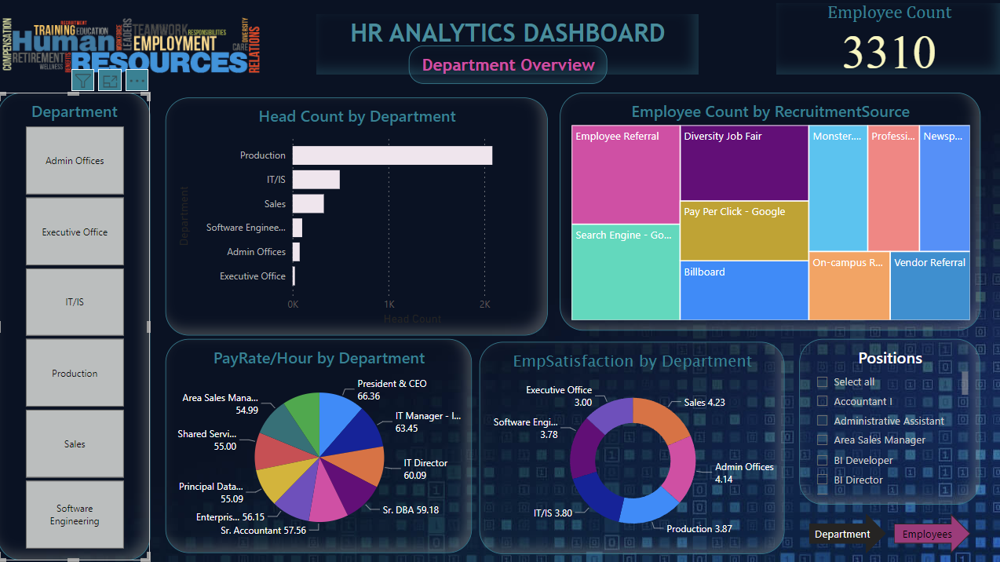 COMPENSATION
RECRUITMENT
TRAINING
EDUCATION
Human
RETIREMENT
WELLNESS
BENEFITS
WORKFORCE
LEADERS
TEAMWORK
RESPONSIBILITIES
EMPLOYMENT
CARE
DIVERSITY
RELATIONS
RESOURCES
HR ANALYTICS DASHBOARD
Department Overview
Employee Count
3310
Department
Admin Offices
Executive Office
IT/IS
Production
Sales
Software
Engineering
Head Count by Department
Department
Production
IT/IS
Sales
Software Enginee...
Admin Offices
Executive Office
0K 1K 2K
Head Count
Employee Count by RecruitmentSource
Employee Referral
Search Engine - Go...
Diversity Job Fair
Pay Per Click - Google
Billboard
Monster....
Professi...
Newsp...
On-campus R...
Vendor Referral
PayRate/Hour by Department
President & CEO
66.36
IT Manager - I...
63.45
IT Director
60.09
Sr. DBA 59.18
Sr. Accountant 57.56
Enterpris... 56.15
Principal Data...
55.09
Shared Servi...
55.00
Area Sales Mana...
54.99
EmpSatisfaction by Department
Sales 4.23
Admin Offices
4.14
Production 3.87
IT/IS 3.80
Software Engi...
3.78
Executive Office
3.00
Positions
Select all
Accountant I
Administrative Assistant
Area Sales Manager
BI Developer
BI Director
Department
Employees